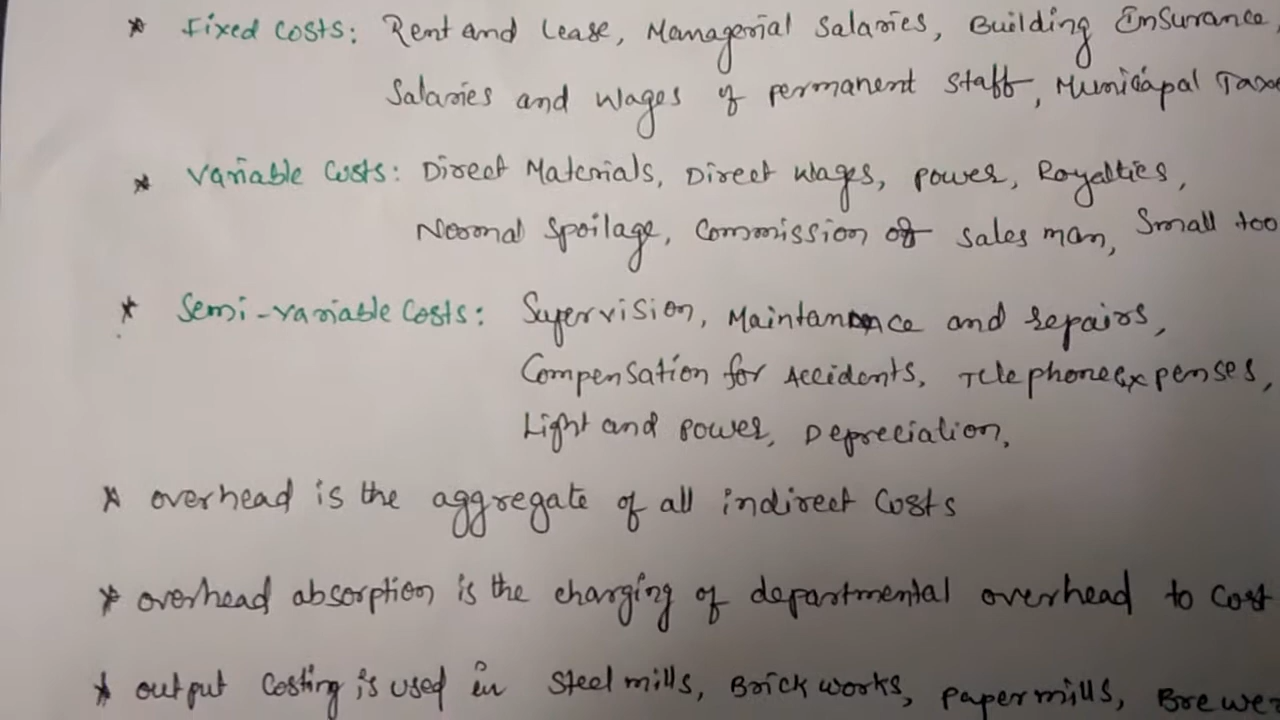 * Fixed Costs: Rent and Lease, Managerial Salaries, Building Insurance,
Salaries and Wages of permanent Staff, Municapal
* Variable Costs: Direct Materials, Direct Wages, power, Royalties,
Normal Spoilage, Commission of Sales man, Small
* Semi-variable Costs: Supervision, Maintanance and repairs,
Compensation for Accidents, Telephone expenses,
Light and power, Depreciation,
* overhead is the aggregate of all indirect Costs
* overhead absorption is the charging of departmental overhead to Cost
* output Costing is used in Steel mills, Brick works, paper mills,